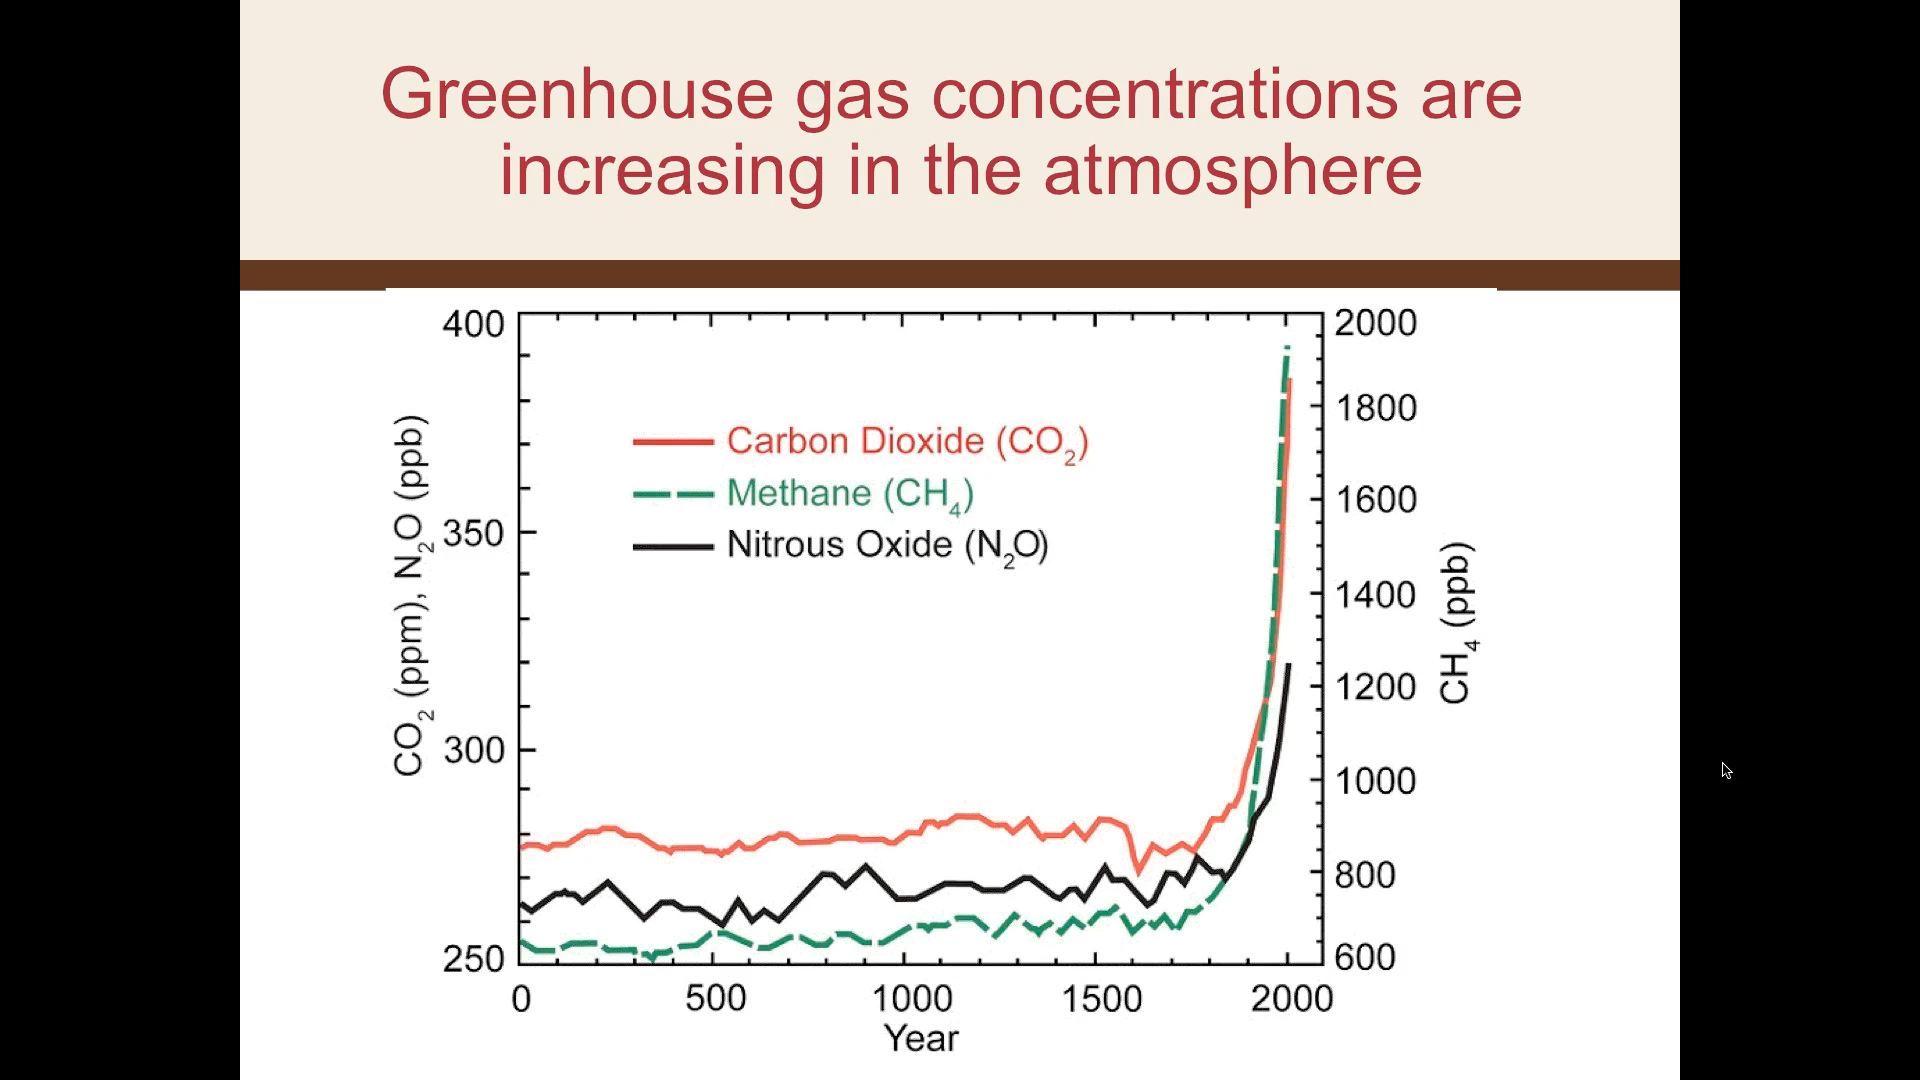 Greenhouse gas concentrations are
increasing in the atmosphere
CO₂ (ppm), N₂O (ppb)
400
350
300
250
Carbon Dioxide (CO₂)
Methane (CH₄)
Nitrous Oxide (N₂O)
2000
1800
1600
1400
1200
1000
800
600
CH₄ (ppb)
0 500 1000 1500 2000
Year